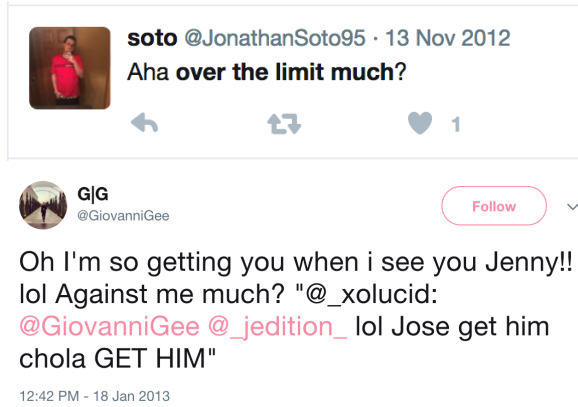 soto @JonathanSoto95 · 13 Nov 2012
Aha over the limit much?
1
G|G
@GiovanniGee
Follow
Oh I'm so getting you when i see you Jenny!!
lol Against me much? "@_xolucid:
@GiovanniGee @_jedition_ lol Jose get him
chola GET HIM"
12:42 PM - 18 Jan 2013